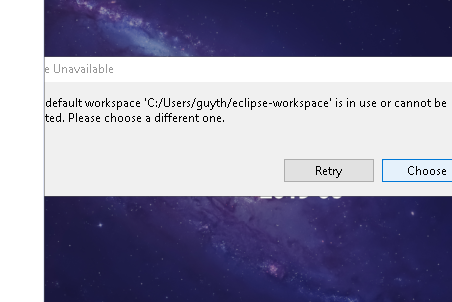 e Unavailable
default workspace 'C:/Users/guyth/eclipse-workspace' is in use or cannot be
ted. Please choose a different one.
Retry
Choose